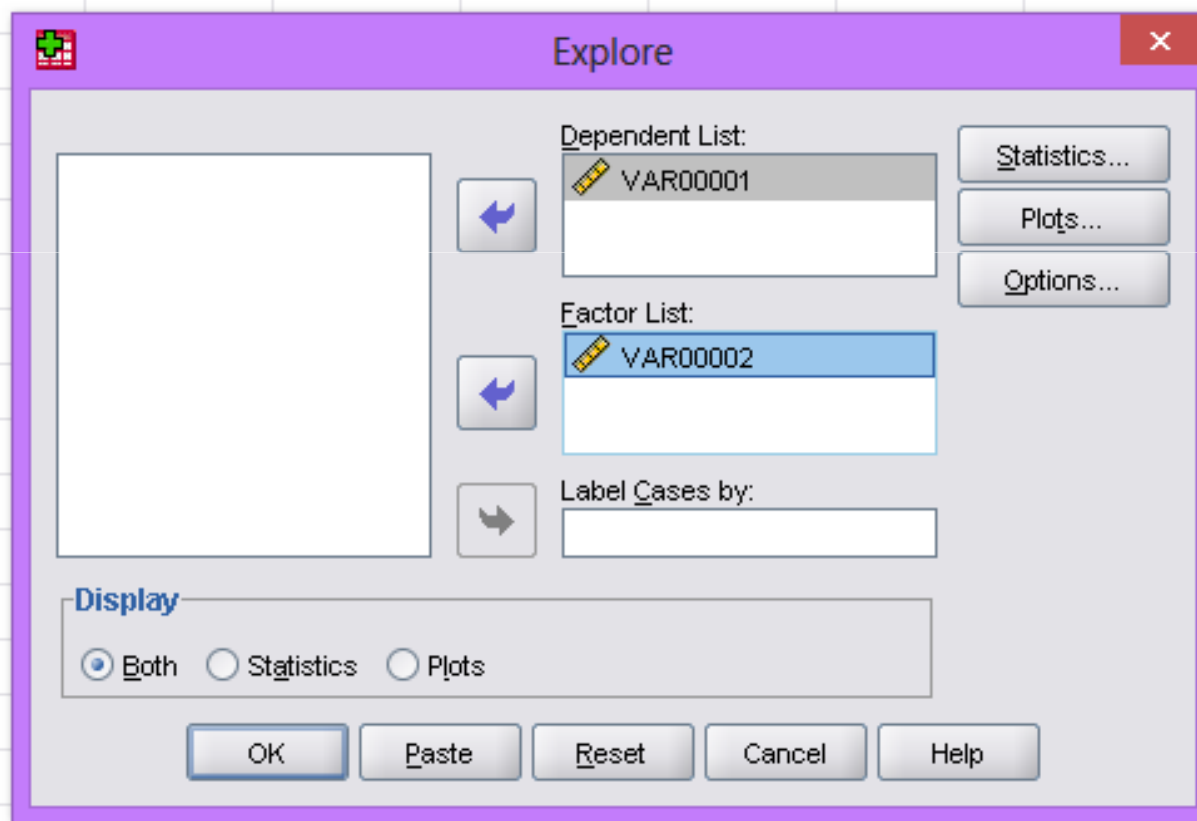 Explore
Dependent List:
VAR00001
Statistics...
Plots...
Options...
Factor List:
VAR00002
Label Cases by:
Display
Both Statistics Plots
OK Paste Reset Cancel Help